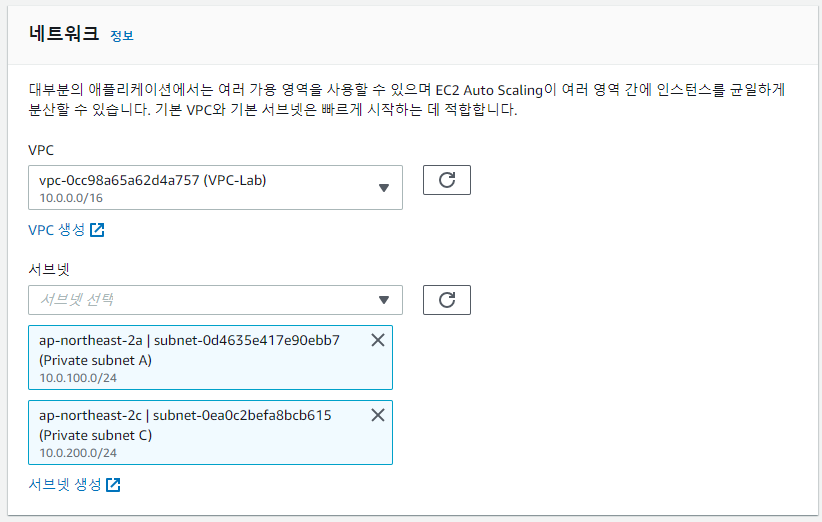 네트워크 정보
대부분의 애플리케이션에서는 여러 가용 영역을 사용할 수 있으며 EC2 Auto Scaling이 여러 영역 간에 인스턴스를 균일하게
분산할 수 있습니다. 기본 VPC와 기본 서브넷은 빠르게 시작하는 데 적합합니다.
VPC
vpc-0cc98a65a62d4a757 (VPC-Lab)
10.0.0.0/16
VPC 생성
서브넷
서브넷 선택
ap-northeast-2a | subnet-0d4635e417e90ebb7
(Private subnet A)
10.0.100.0/24
ap-northeast-2c | subnet-0ea0c2befa8bcb615
(Private subnet C)
10.0.200.0/24
서브넷 생성